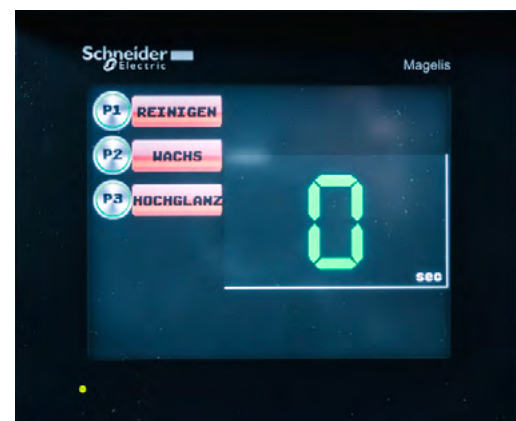 Schneider
Electric
Magelis
P1 REINIGEN
P2 WACHS
P3 HOCHGLANZ
0
sec